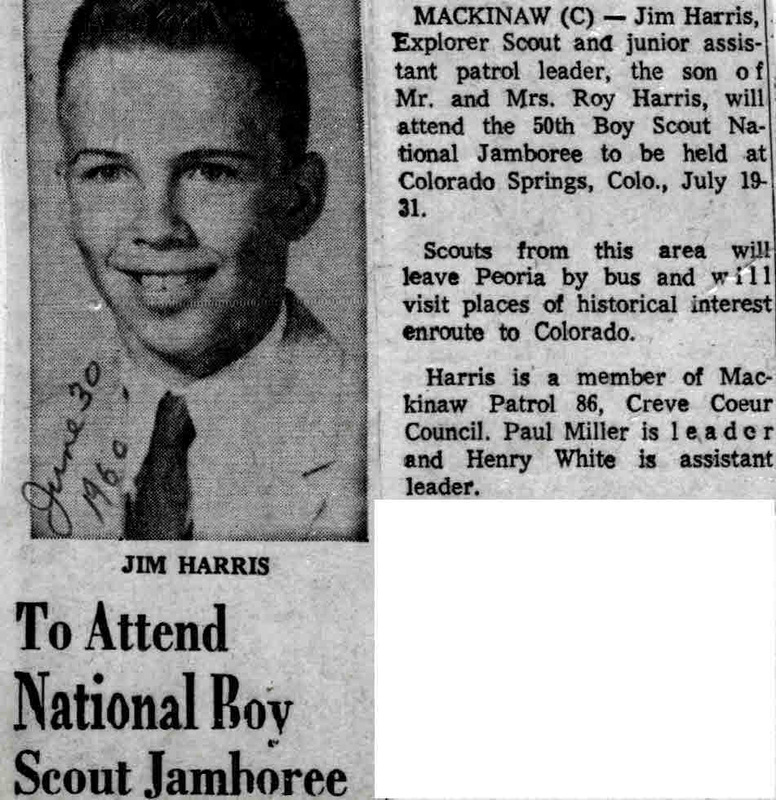 June 30
1960
JIM HARRIS
To Attend
National Boy
Scout Jamboree
MACKINAW (C) — Jim Harris,
Explorer Scout and junior assis-
tant patrol leader, the son of
Mr. and Mrs. Roy Harris, will
attend the 50th Boy Scout Na-
tional Jamboree to be held at
Colorado Springs, Colo., July 19-
31.
Scouts from this area will
leave Peoria by bus and will
visit places of historical interest
enroute to Colorado.
Harris is a member of Mac-
kinaw Patrol 86, Creve Coeur
Council. Paul Miller is leader
and Henry White is assistant
leader.